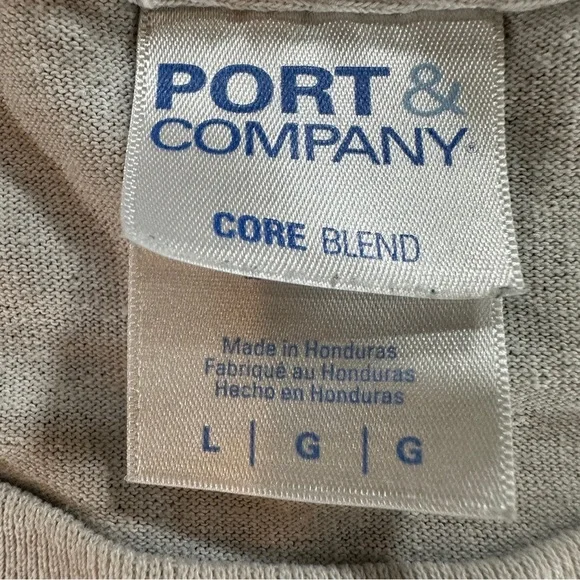 PORT &
COMPANY
CORE BLEND
Made in Honduras
Fabriqué au Honduras
Hecho en Honduras
L | G | G